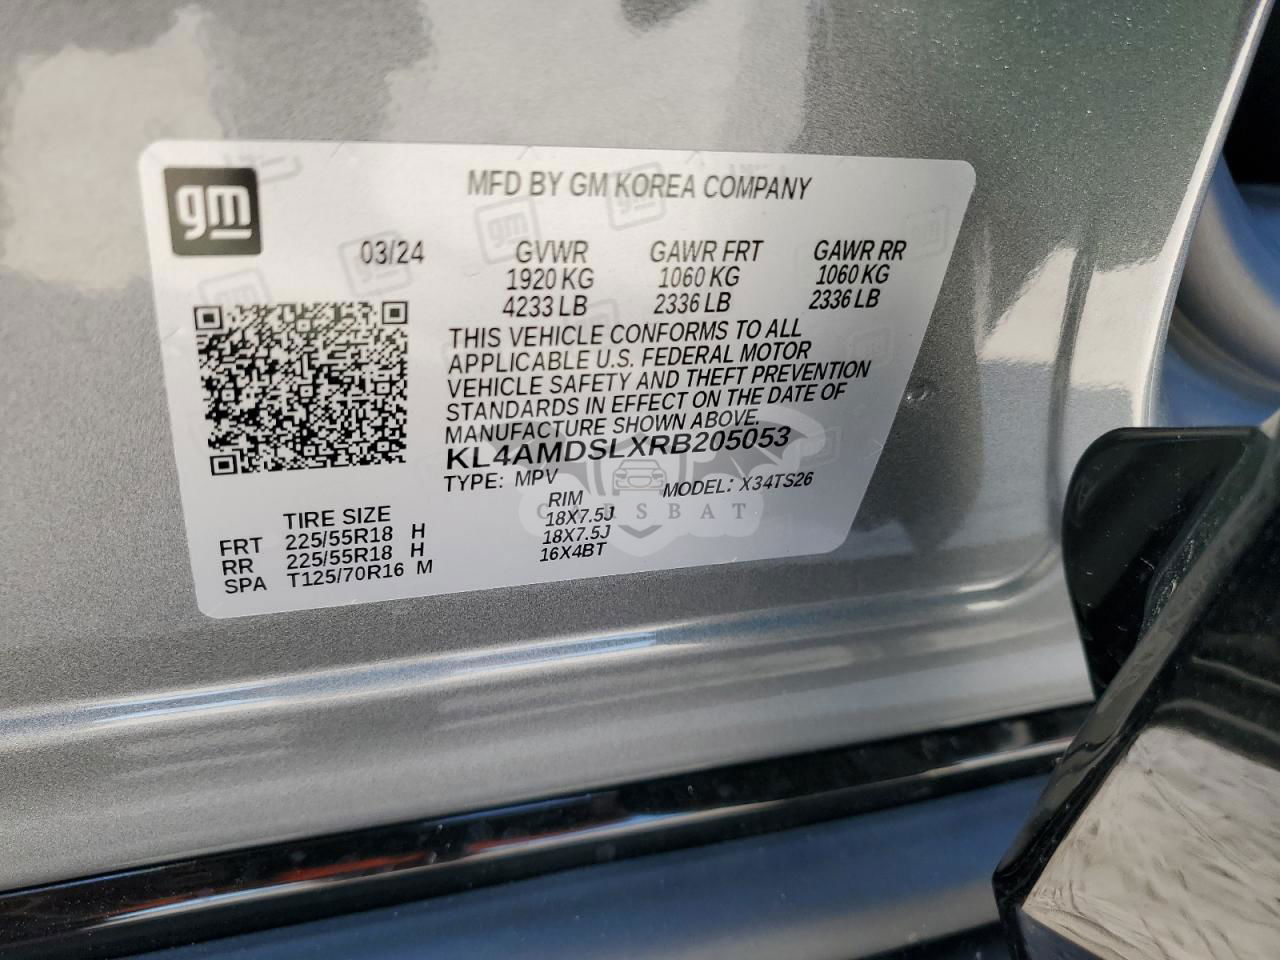 gm
MFD BY GM KOREA COMPANY
03/24 GVWR GAWR FRT GAWR RR
1920 KG 1060 KG 1060 KG
4233 LB 2336 LB 2336 LB
THIS VEHICLE CONFORMS TO ALL
APPLICABLE U.S. FEDERAL MOTOR
VEHICLE SAFETY AND THEFT PREVENTION
STANDARDS IN EFFECT ON THE DATE OF
MANUFACTURE SHOWN ABOVE.
KL4AMDSLXRB205053
TYPE: MPV MODEL: X34TS26
TIRE SIZE RIM
FRT 225/55R18 H 18X7.5J
RR 225/55R18 H 18X7.5J
SPA T125/70R16 M 16X4BT
CARSBAT